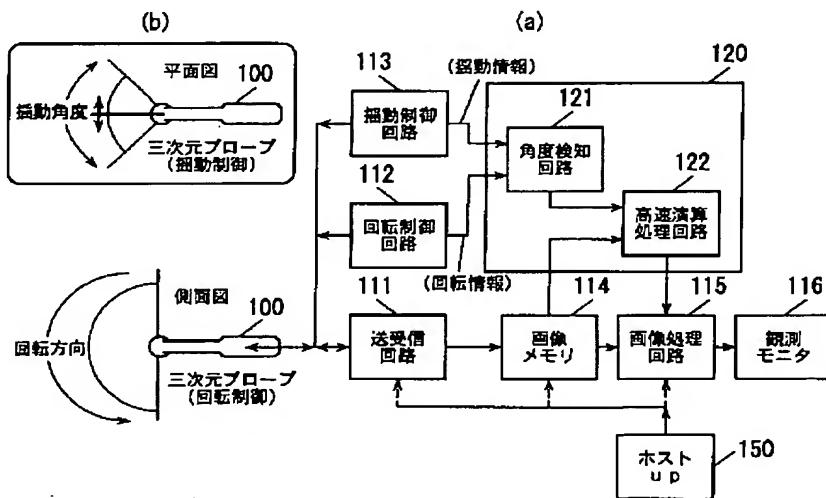 (b)
(a)
平面図
100
揺動角度
三次元プローブ
(揺動制御)
113
(揺動情報)
揺動制御
回路
120
121
角度検知
回路
122
高速演算
処理回路
112
回転制御
回路
(回転情報)
側面図
100
回転方向
三次元プローブ
(回転制御)
111
送受信
回路
114
画像
メモリ
115
画像処理
回路
116
観測
モニタ
ホスト
up
150